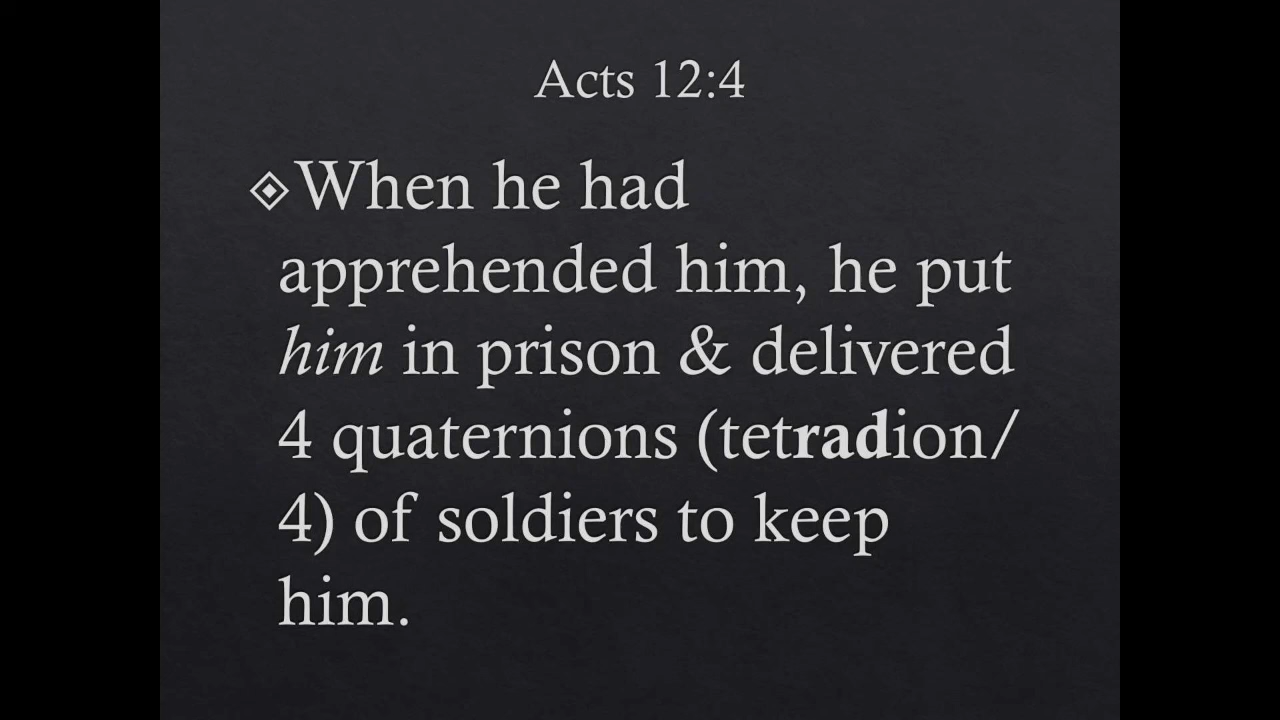 Acts 12:4
When he had
apprehended him, he put
him in prison & delivered
4 quaternions (tetradion/
4) of soldiers to keep
him.